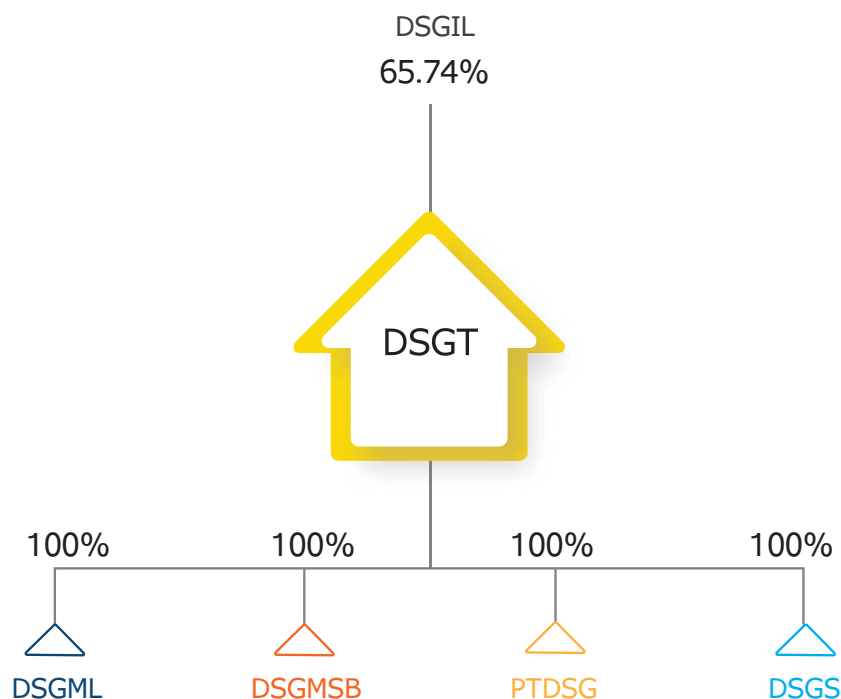 DSGIL
65.74%
DSGT
100% 100% 100% 100%
DSGML DSGMSB PTDSG DSGS